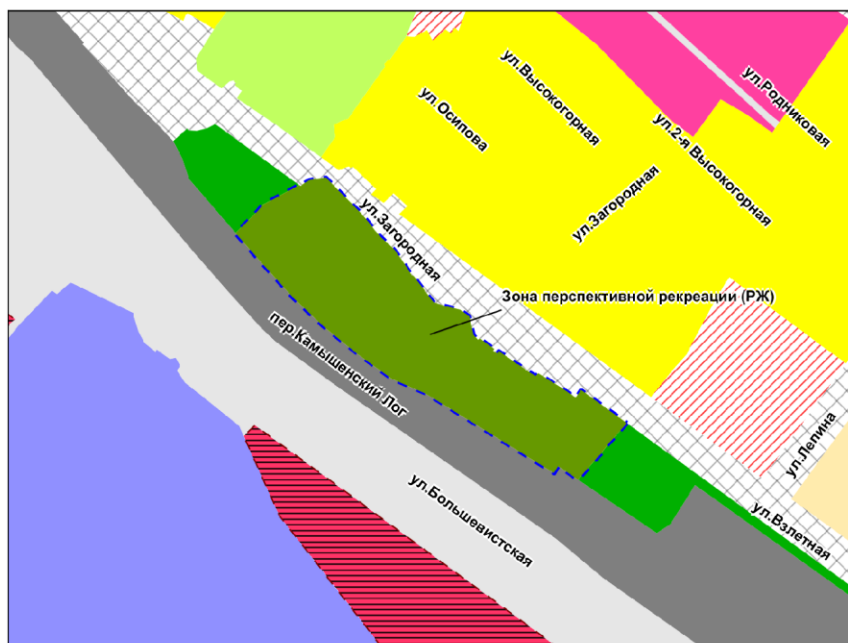 ул.Высокогорная
ул.Родниковая
ул.Осипова
ул.2-я Высокогорная
ул.Загородная
ул.Загородная
Зона перспективной рекреации (РЖ)
пер.Камышенский Лог
ул.Лепина
ул.Большевистская
ул.Взлетная